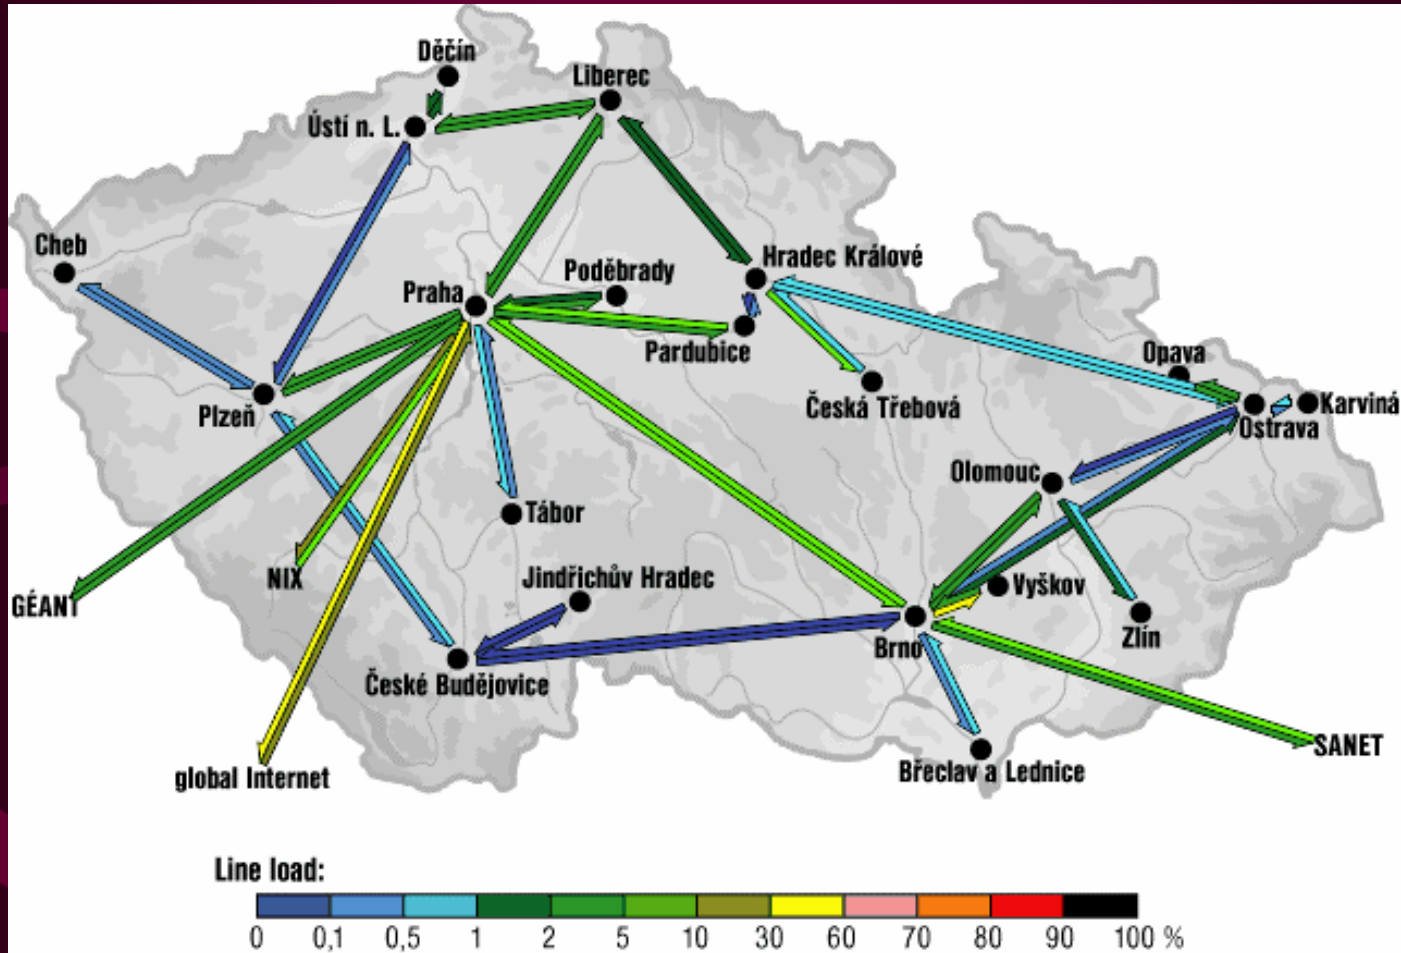 Děčín
Liberec
Ústí n. L.
Cheb
Hradec Králové
Poděbrady
Praha
Pardubice
Opava
Česká Třebová
Karviná
Plzeň
Ostrava
Olomouc
Tábor
NIX
Jindřichův Hradec
Vyškov
GÉANT
Zlín
Brno
České Budějovice
SANET
Břeclav a Lednice
global Internet
Line load:
0 0,1 0,5 1 2 5 10 30 60 70 80 90 100 %